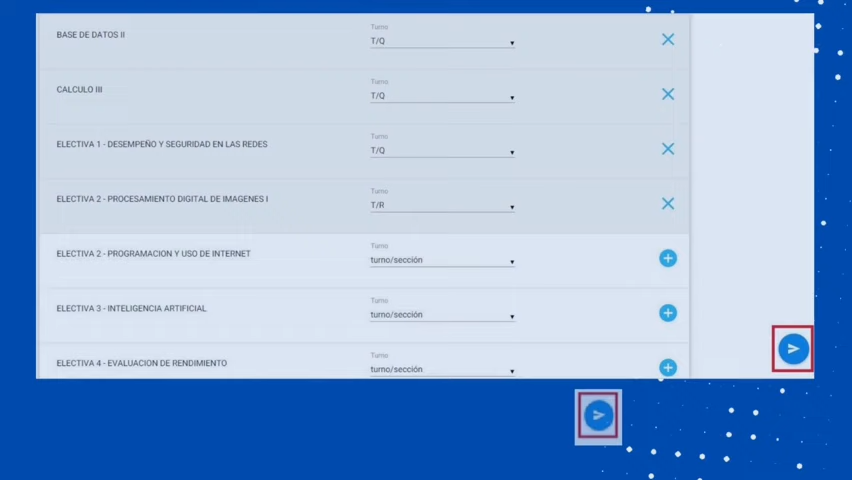 BASE DE DATOS II
Turno
T/Q
CALCULO III
Turno
T/Q
ELECTIVA 1 - DESEMPEÑO Y SEGURIDAD EN LAS REDES
Turno
T/Q
ELECTIVA 2 - PROCESAMIENTO DIGITAL DE IMAGENES I
Turno
T/R
ELECTIVA 2 - PROGRAMACION Y USO DE INTERNET
Turno
turno/sección
ELECTIVA 3 - INTELIGENCIA ARTIFICIAL
Turno
turno/sección
ELECTIVA 4 - EVALUACION DE RENDIMIENTO
Turno
turno/sección